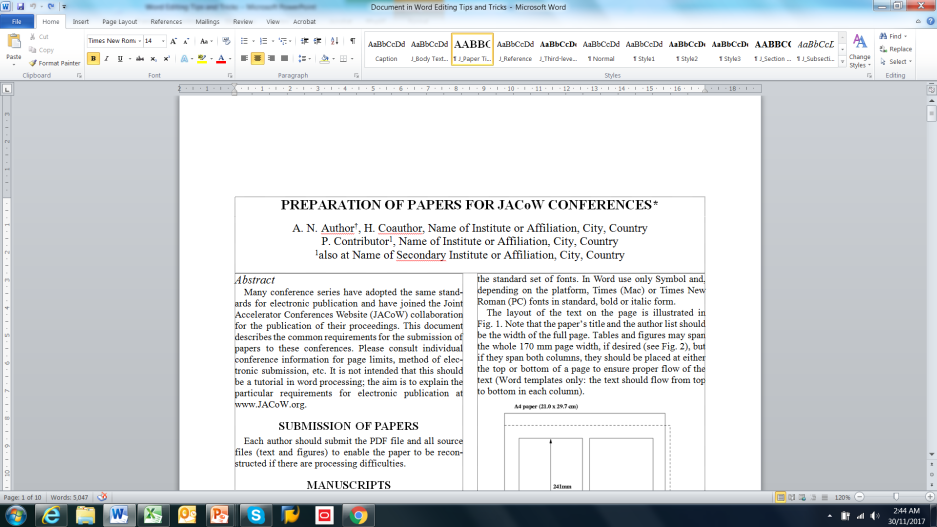 Document in Word Editing Tips and Tricks - Microsoft Word
File Home Insert Page Layout References Mailings Review View Acrobat
Cut
Copy
Format Painter
Paste
Clipboard
Times New Rom 14
Font
Paragraph
AaBbCcDd AaBbCcDd AABBC AaBbCcDd AaBbCcDc AaBbCcDd AaBbCcDc AaBbCcDc AaBbCcDc AABBCC AaBbCcL
Caption J_Body Text... ¶ J_Paper Ti... ¶ J_Reference J_Third-leve... ¶ Normal ¶ Style1 ¶ Style2 ¶ Style3 ¶ J_Section ... ¶ J_Subsecti...
Change Styles
Styles
Find
Replace
Select
Editing
PREPARATION OF PAPERS FOR JACoW CONFERENCES*
A. N. Author†, H. Coauthor, Name of Institute or Affiliation, City, Country
P. Contributor1, Name of Institute or Affiliation, City, Country
1also at Name of Secondary Institute or Affiliation, City, Country
Abstract
Many conference series have adopted the same stand-
ards for electronic publication and have joined the Joint
Accelerator Conferences Website (JACoW) collaboration
for the publication of their proceedings. This document
describes the common requirements for the submission of
papers to these conferences. Please consult individual
conference information for page limits, method of elec-
tronic submission, etc. It is not intended that this should
be a tutorial in word processing; the aim is to explain the
particular requirements for electronic publication at
www.JACoW.org.
SUBMISSION OF PAPERS
Each author should submit the PDF file and all source
files (text and figures) to enable the paper to be recon-
structed if there are processing difficulties.
MANUSCRIPTS
the standard set of fonts. In Word use only Symbol and,
depending on the platform, Times (Mac) or Times New
Roman (PC) fonts in standard, bold or italic form.
The layout of the text on the page is illustrated in
Fig. 1. Note that the paper's title and the author list should
be the width of the full page. Tables and figures may span
the whole 170 mm page width, if desired (see Fig. 2), but
if they span both columns, they should be placed at either
the top or bottom of a page to ensure proper flow of the
text (Word templates only: the text should flow from top
to bottom in each column).
A4 paper (21.0 x 29.7 cm)
241mm
Page: 1 of 10 Words: 5,047
120%
2:44 AM
30/11/2017